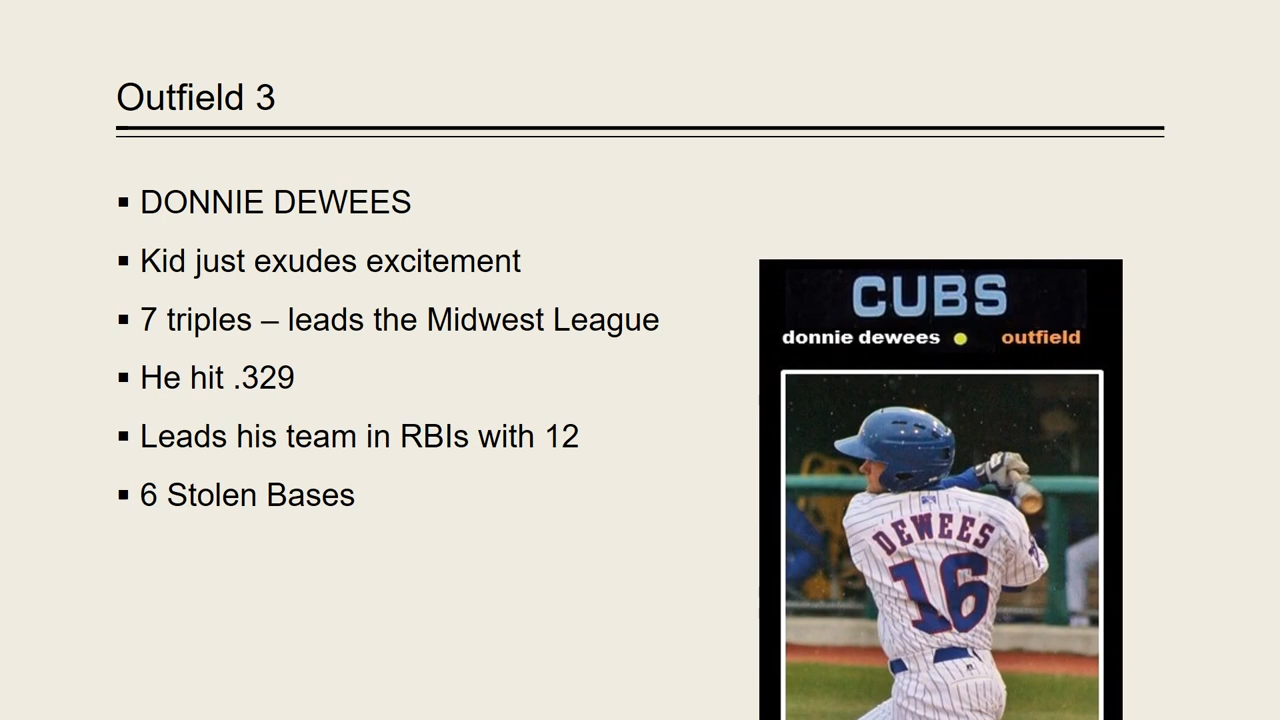 Outfield 3
▪ DONNIE DEWEES
▪ Kid just exudes excitement
▪ 7 triples – leads the Midwest League
▪ He hit .329
▪ Leads his team in RBIs with 12
▪ 6 Stolen Bases
CUBS
donnie dewees ● outfield
DEWEES
16